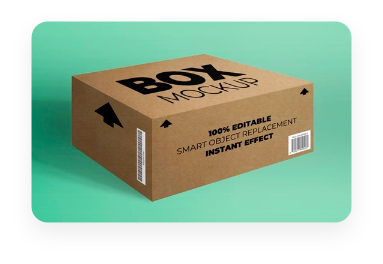 BOX
MOCKUP
100% EDITABLE
SMART OBJECT REPLACEMENT
INSTANT EFFECT